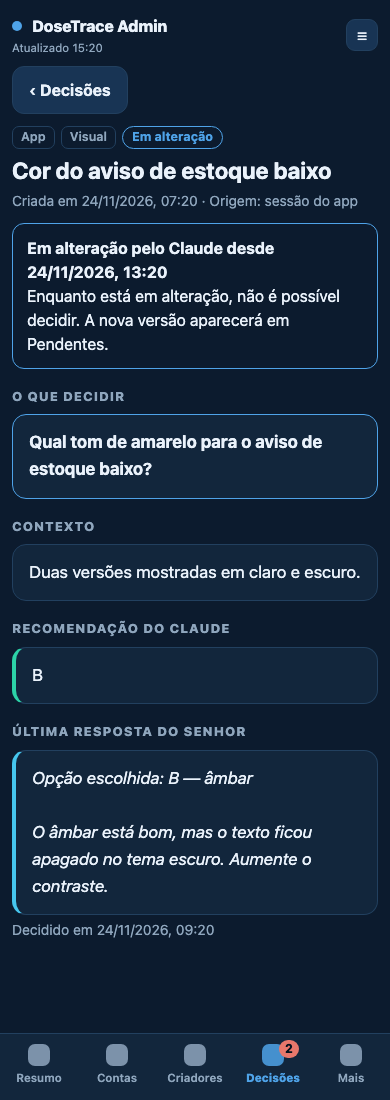 DoseTrace Admin
Atualizado 15:20
≡
‹ Decisões
App
Visual
Em alteração
Cor do aviso de estoque baixo
Criada em 24/11/2026, 07:20 · Origem: sessão do app
Em alteração pelo Claude desde
24/11/2026, 13:20
Enquanto está em alteração, não é possível
decidir. A nova versão aparecerá em
Pendentes.
O QUE DECIDIR
Qual tom de amarelo para o aviso de
estoque baixo?
CONTEXTO
Duas versões mostradas em claro e escuro.
RECOMENDAÇÃO DO CLAUDE
B
ÚLTIMA RESPOSTA DO SENHOR
Opção escolhida: B — âmbar
O âmbar está bom, mas o texto ficou
apagado no tema escuro. Aumente o
contraste.
Decidido em 24/11/2026, 09:20
2
Resumo
Contas
Criadores
Decisões
Mais